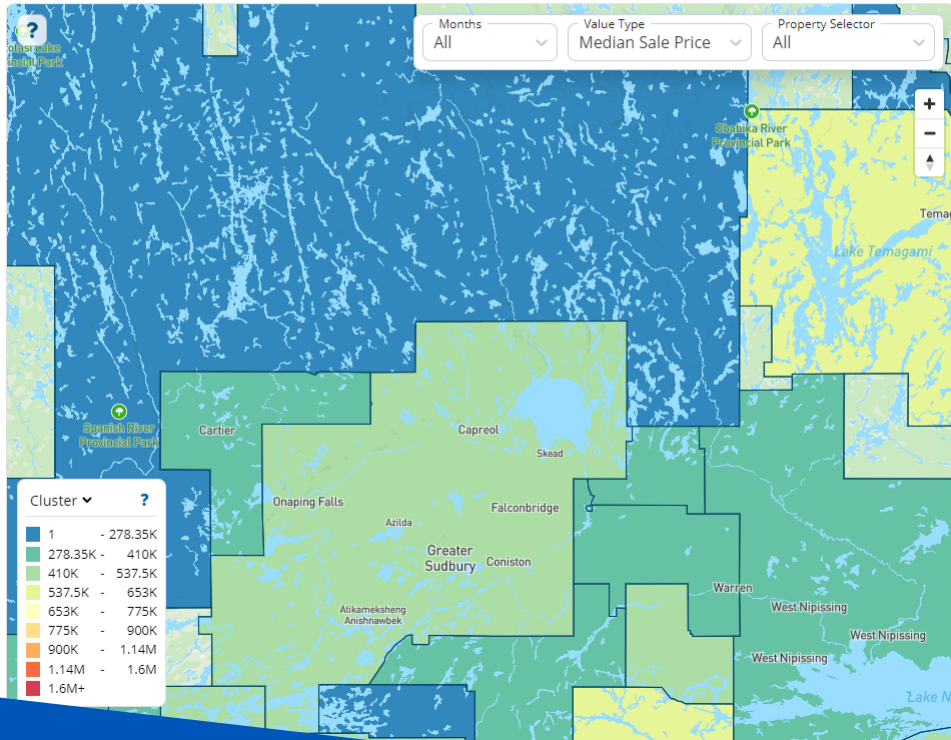 ?
Months
All
Value Type
Median Sale Price
Property Selector
All
Park
+
−
Obabika River
Provincial Park
Lake Temagami
Spanish River
Provincial Park
Cartier
Capreol
Skead
Onaping Falls
Falconbridge
Azilda
Greater
Sudbury
Coniston
Atikameksheng
Anishnawbek
Warren
West Nipissing
West Nipissing
West Nipissing
Lake N
Cluster
?
1 - 278.35K
278.35K - 410K
410K - 537.5K
537.5K - 653K
653K - 775K
775K - 900K
900K - 1.14M
1.14M - 1.6M
1.6M+